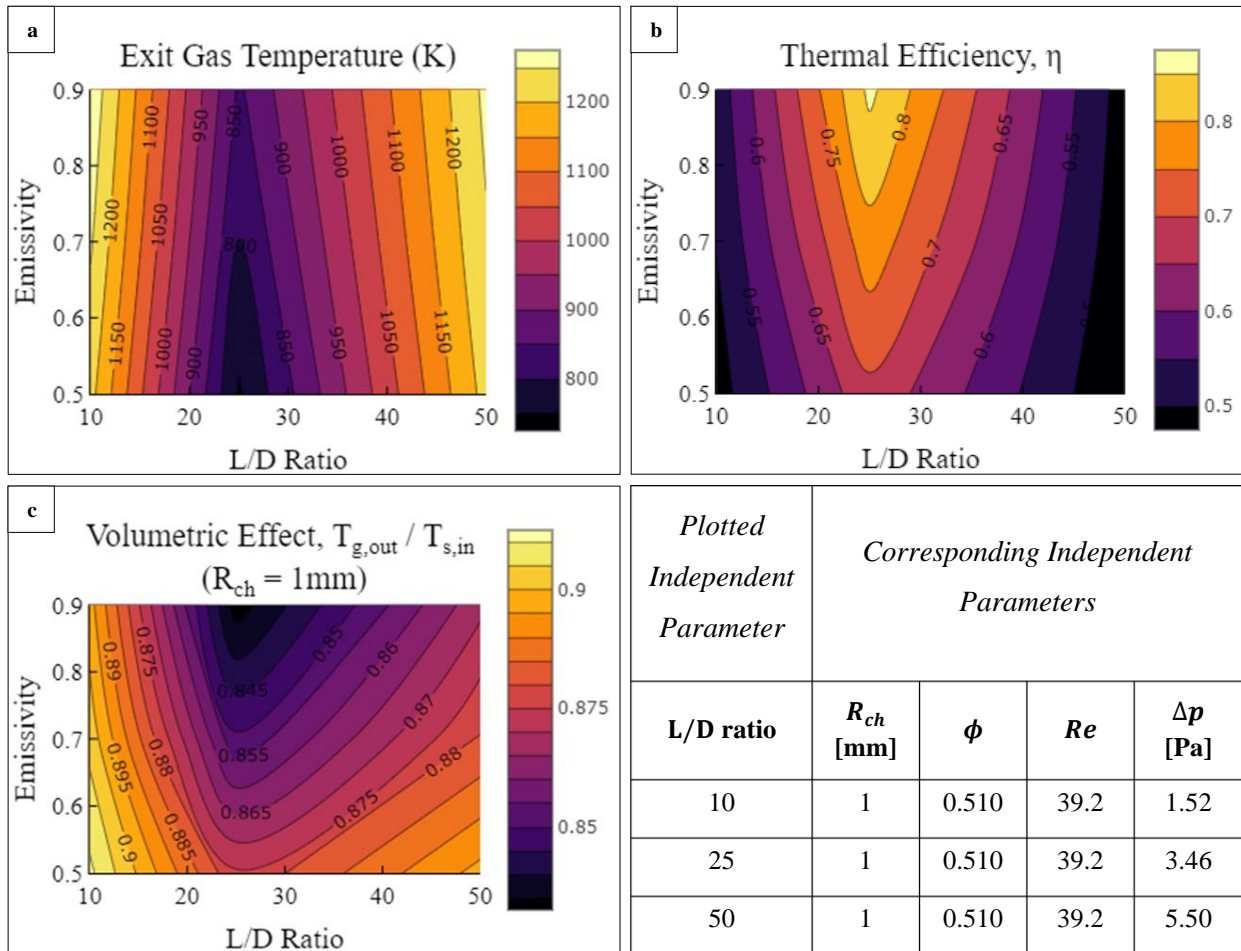 a
Exit Gas Temperature (K)
0.9
0.8
0.7
0.6
0.5
Emissivity
10 20 30 40 50
L/D Ratio
1200
1150
1100
1050
1000
950
900
850
800
850
900
950
1000
1050
1100
1150
1200
1200
1100
1000
900
800
b
Thermal Efficiency, η
0.9
0.8
0.7
0.6
0.5
Emissivity
10 20 30 40 50
L/D Ratio
0.55
0.6
0.65
0.75
0.8
0.7
0.65
0.6
0.55
0.5
0.8
0.7
0.6
0.5
c
Volumetric Effect, T_g,out / T_s,in
(R_ch = 1mm)
0.9
0.8
0.7
0.6
0.5
Emissivity
10 20 30 40 50
L/D Ratio
0.89
0.875
0.895
0.88
0.9
0.885
0.845
0.855
0.865
0.85
0.86
0.87
0.875
0.88
0.9
0.875
0.85
Plotted
Independent
Parameter
Corresponding Independent
Parameters
L/D ratio R_ch [mm] ϕ Re Δp [Pa]
10 1 0.510 39.2 1.52
25 1 0.510 39.2 3.46
50 1 0.510 39.2 5.50